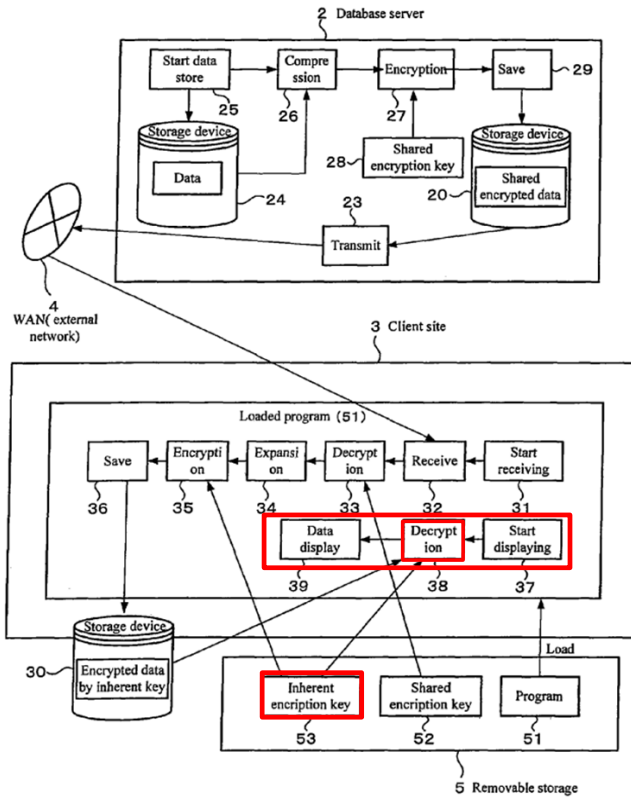 2 Database server
Start data
store
25
Compre
ssion
26
Encryption
27
Save
29
Storage device
Data
24
28
Shared
encryption key
Storage device
20
Shared
encrypted data
23
Transmit
4
WAN( external
network)
3 Client site
Loaded program (51)
Save
36
Encrypti
on
35
Expansi
on
34
Decrypt
ion
33
Receive
32
Start
receiving
31
Data
display
39
Decrypt
ion
38
Start
displaying
37
Storage device
30
Encrypted data
by inherent key
Load
Inherent
encription key
53
Shared
encription key
52
Program
51
5 Removable storage